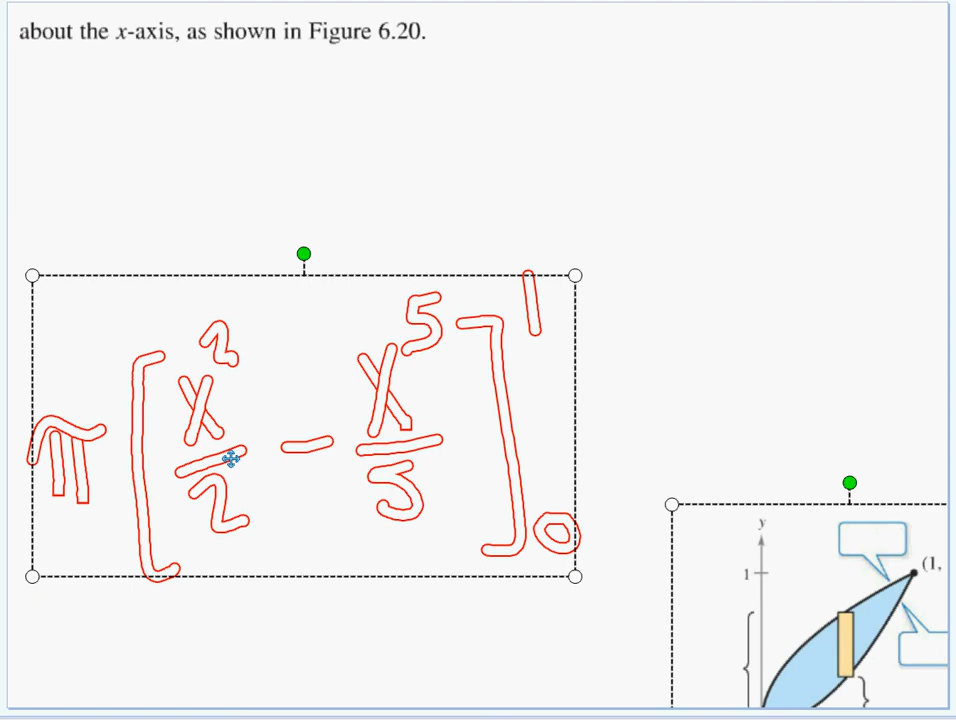 about the x-axis, as shown in Figure 6.20.
π[x²/2 − x⁵/5]₀¹
y
1
(1,